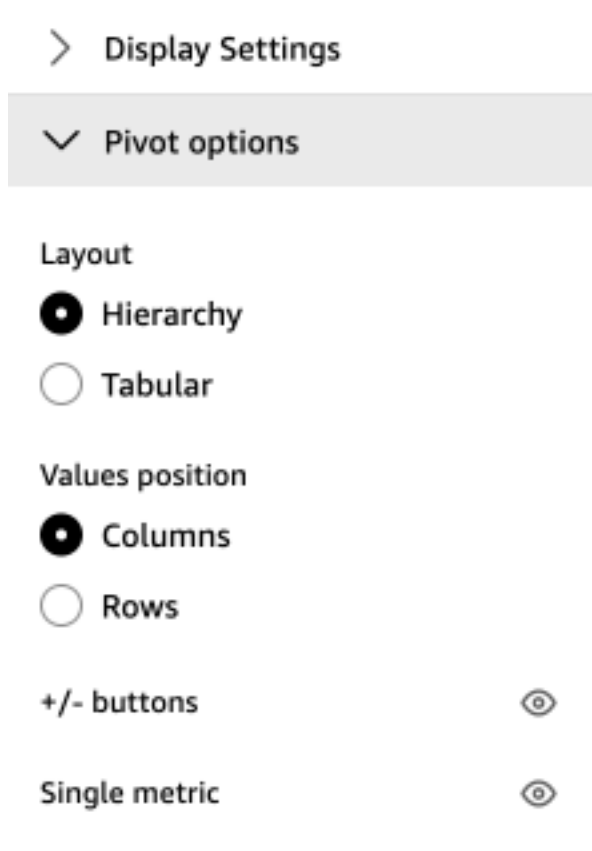 Display Settings
Pivot options
Layout
Hierarchy
Tabular
Values position
Columns
Rows
+/- buttons
Single metric